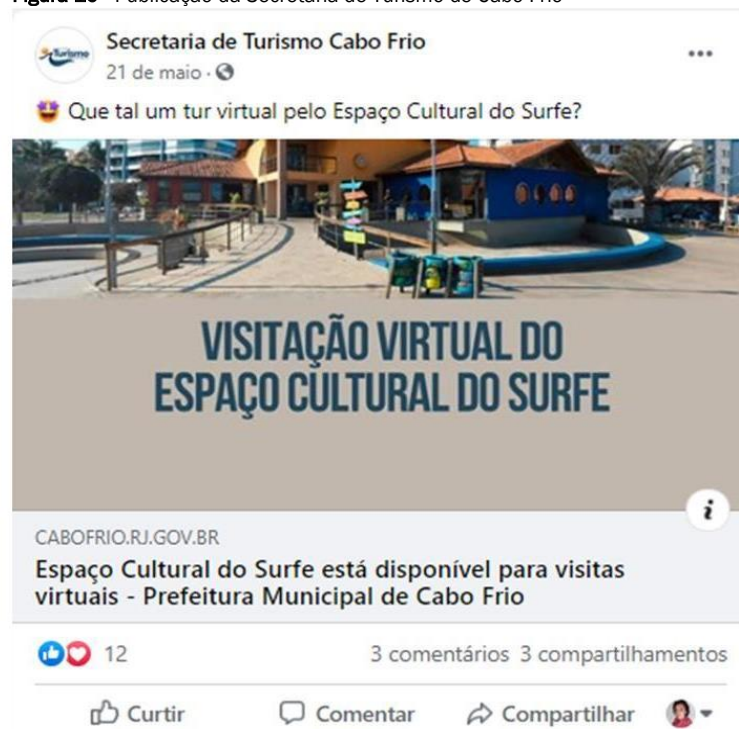 Figura 20 - Publicação da Secretaria de Turismo de Cabo Frio
Turismo
Secretaria de Turismo Cabo Frio
21 de maio ·
Que tal um tur virtual pelo Espaço Cultural do Surfe?
VISITAÇÃO VIRTUAL DO
ESPAÇO CULTURAL DO SURFE
i
CABOFRIO.RJ.GOV.BR
Espaço Cultural do Surfe está disponível para visitas
virtuais - Prefeitura Municipal de Cabo Frio
12
3 comentários 3 compartilhamentos
Curtir Comentar Compartilhar